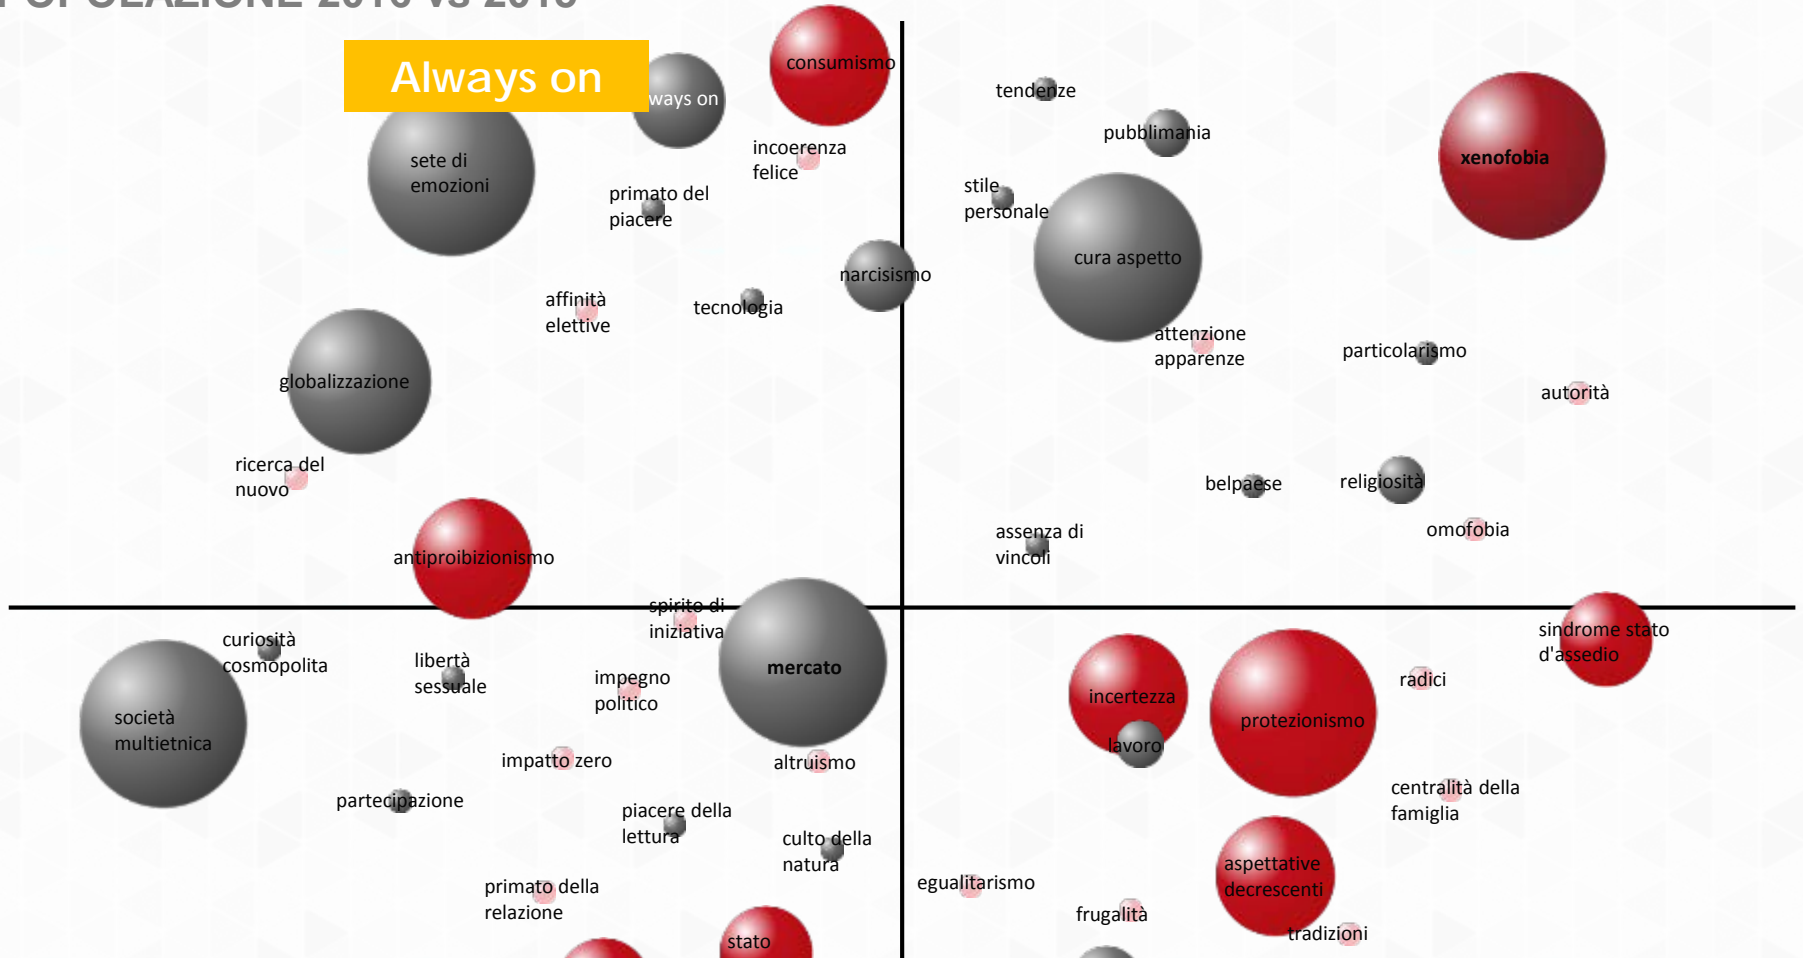 POPOLAZIONE vs
Always on
ways on
consumismo
tendenze
pubblimania
xenofobia
sete di
emozioni
incoerenza
felice
primato del
piacere
stile
personale
cura aspetto
narcisismo
affinità
elettive
tecnologia
attenzione
apparenze
particolarismo
globalizzazione
autorità
ricerca del
nuovo
belpaese
religiosità
omofobia
assenza di
vincoli
antiproibizionismo
spirito di
iniziativa
sindrome stato
d'assedio
curiosità
cosmopolita
libertà
sessuale
impegno
politico
mercato
incertezza
radici
società
multietnica
protezionismo
lavoro
impatto zero
altruismo
centralità della
famiglia
partecipazione
piacere della
lettura
culto della
natura
aspettative
decrescenti
primato della
relazione
egualitarismo
frugalità
tradizioni
stato